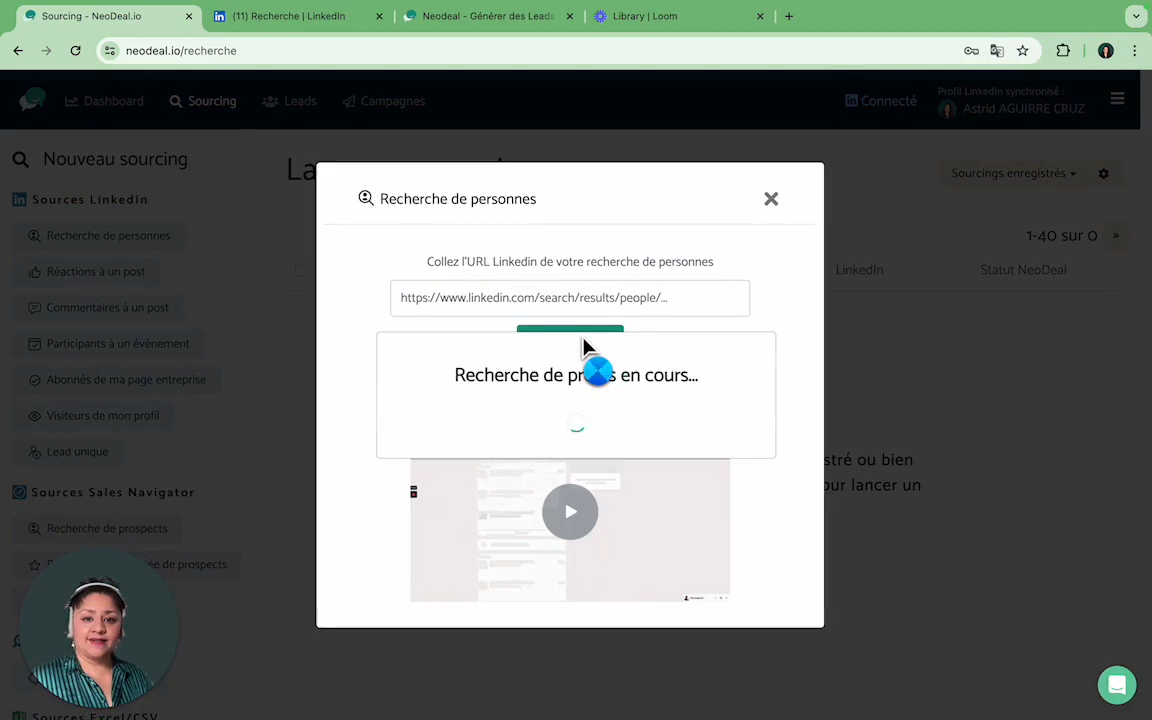 Sourcing - NeoDeal.io
(11) Recherche | LinkedIn
Neodeal - Générer des Leads
Library | Loom
neodeal.io/recherche
Dashboard
Sourcing
Leads
Campagnes
Connecté
Profil LinkedIn synchronisé :
Astrid AGUIRRE CRUZ
Nouveau sourcing
Sources LinkedIn
Recherche de personnes
Réactions à un post
Commentaires à un post
Participants à un événement
Abonnés de ma page entreprise
Visiteurs de mon profil
Lead unique
Sources Sales Navigator
Recherche de prospects
de prospects
Sources Excel/CSV
La
Sourcings enregistrés
1-40 sur 0 »
LinkedIn
Statut NeoDeal
ou bien
lancer un
Recherche de personnes
Collez l'URL Linkedin de votre recherche de personnes
https://www.linkedin.com/search/results/people/...
Recherche de en cours...